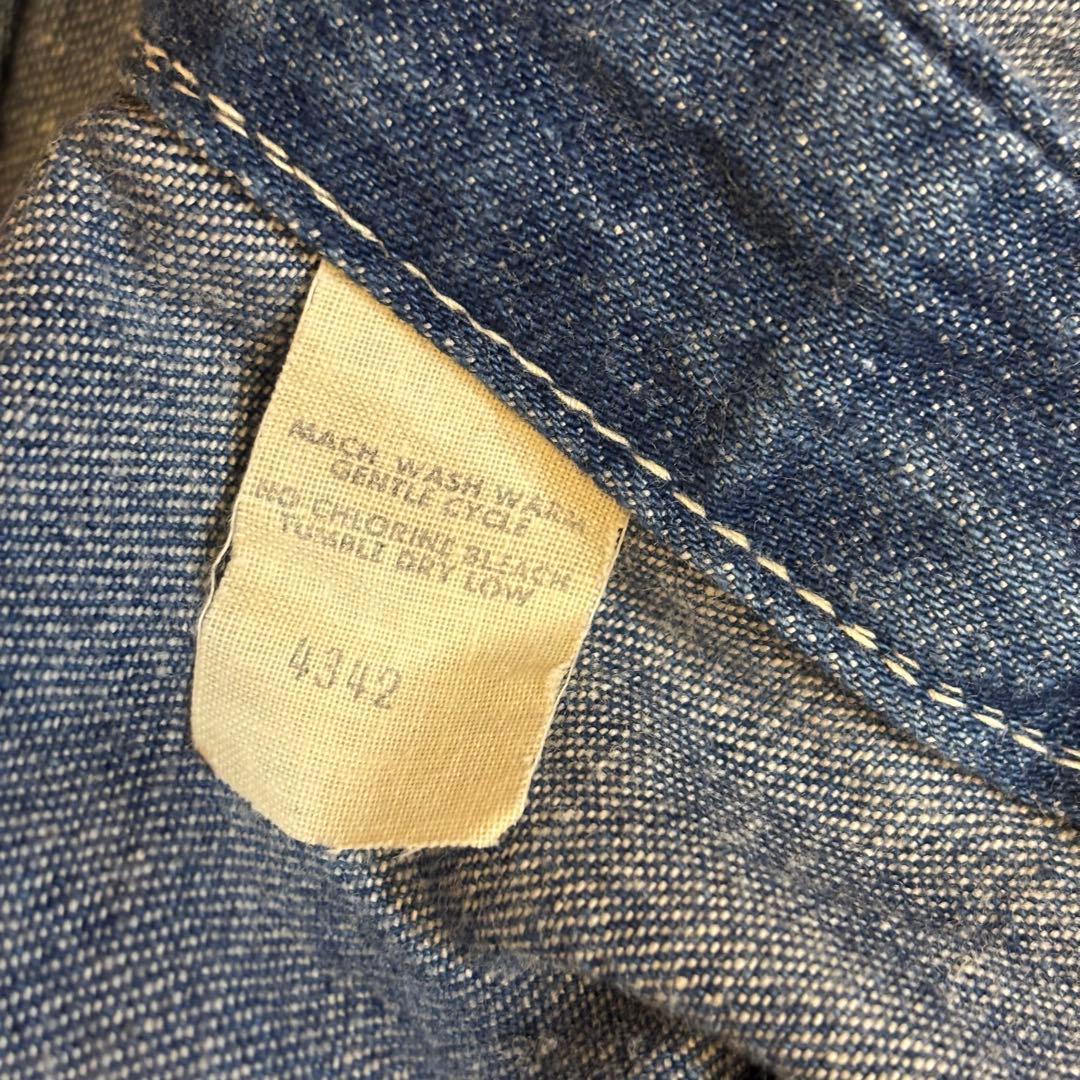 MACH. WASH WARM
GENTLE CYCLE
NO CHLORINE BLEACH
TUMBLE DRY LOW
4342